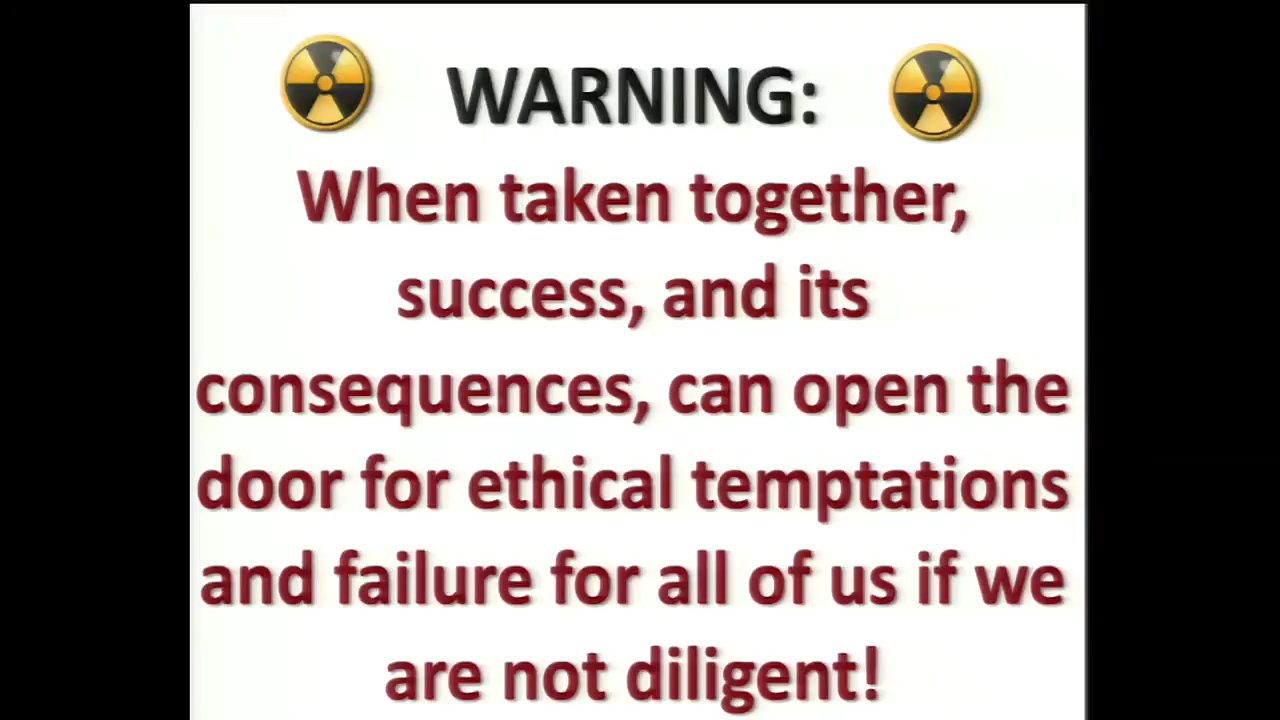 WARNING:
When taken together,
success, and its
consequences, can open the
door for ethical temptations
and failure for all of us if we
are not diligent!